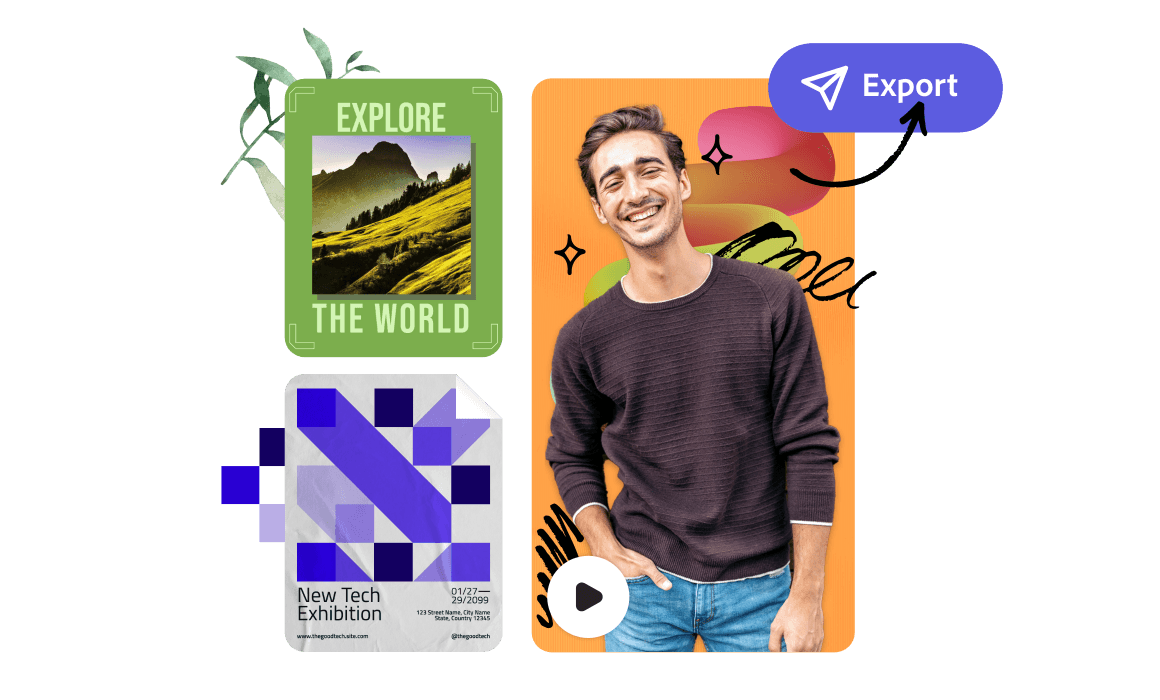 EXPLORE
THE WORLD
Export
New Tech
Exhibition
01/27—
29/2099
123 Street Name, City Name
State, Country 12345
www.thegoodtech.site.com
@thegoodtech